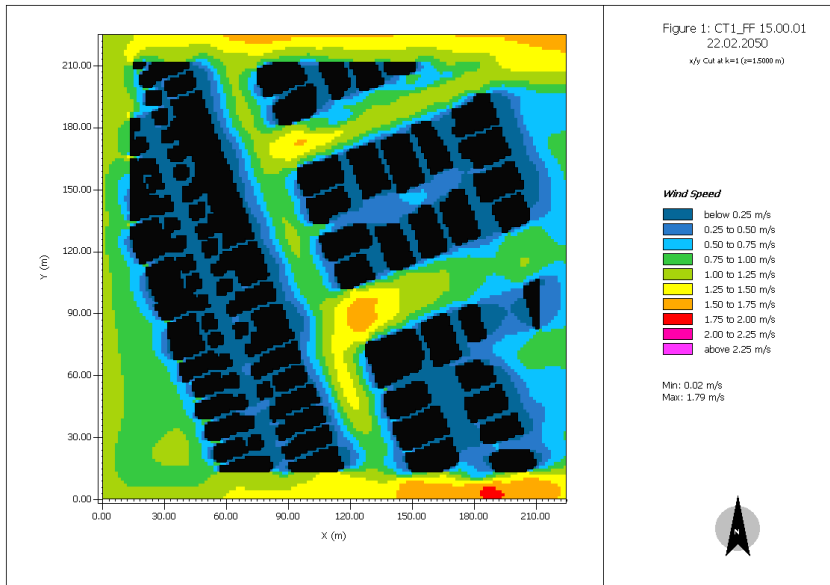 Figure 1: CT1_FF 15.00.01
22.02.2050
x/y Cut at k=1 (z=1.5000 m)
210.00
180.00
150.00
120.00
90.00
60.00
30.00
0.00
Y (m)
0.00 30.00 60.00 90.00 120.00 150.00 180.00 210.00
X (m)
Wind Speed
below 0.25 m/s
0.25 to 0.50 m/s
0.50 to 0.75 m/s
0.75 to 1.00 m/s
1.00 to 1.25 m/s
1.25 to 1.50 m/s
1.50 to 1.75 m/s
1.75 to 2.00 m/s
2.00 to 2.25 m/s
above 2.25 m/s
Min: 0.02 m/s
Max: 1.79 m/s
N